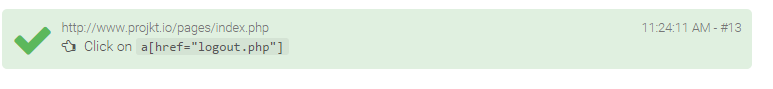 http://www.projkt.io/pages/index.php 11:24:11 AM - #13
Click on a[href="logout.php"]